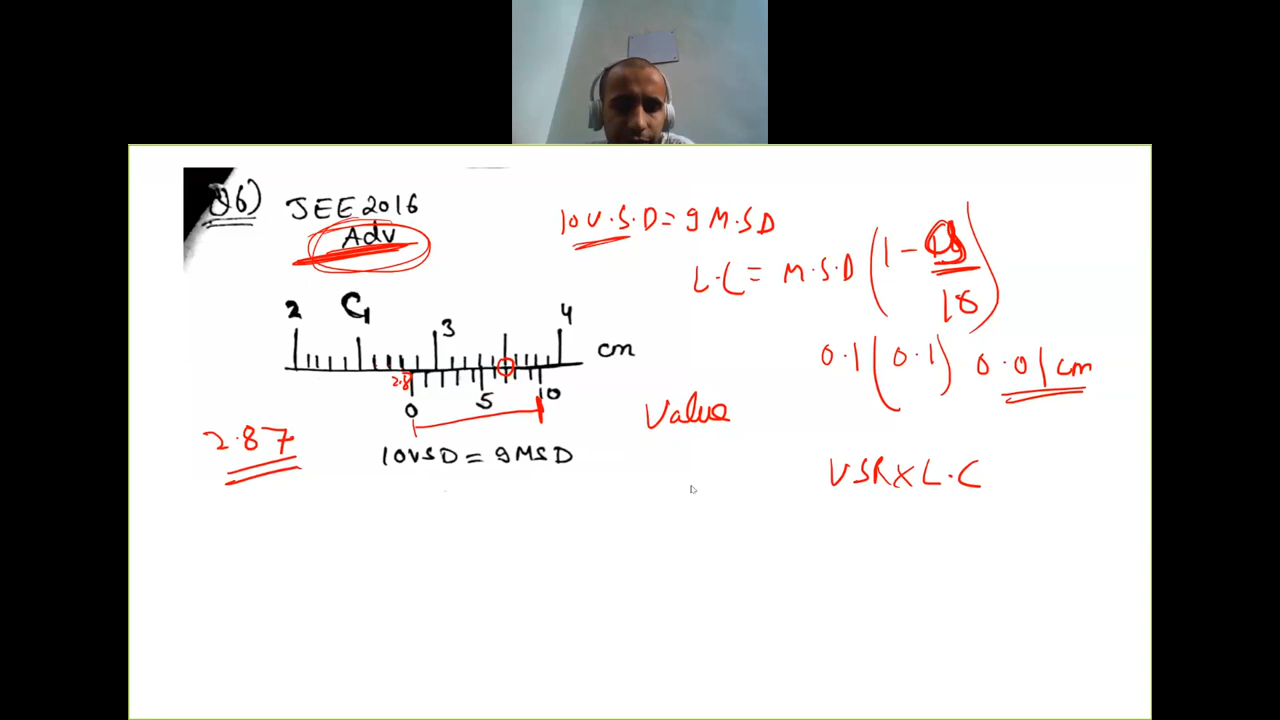 Q6) JEE 2016
Adv
10 V.S.D = 9 M.S.D
L.C = M.S.D (1 - 
10
0.1 (0.1) 0.01 cm
2 C1 3 4 cm
2.8
0 5 10
Value
2.87
10VSD = 9MSD
VSR X L.C